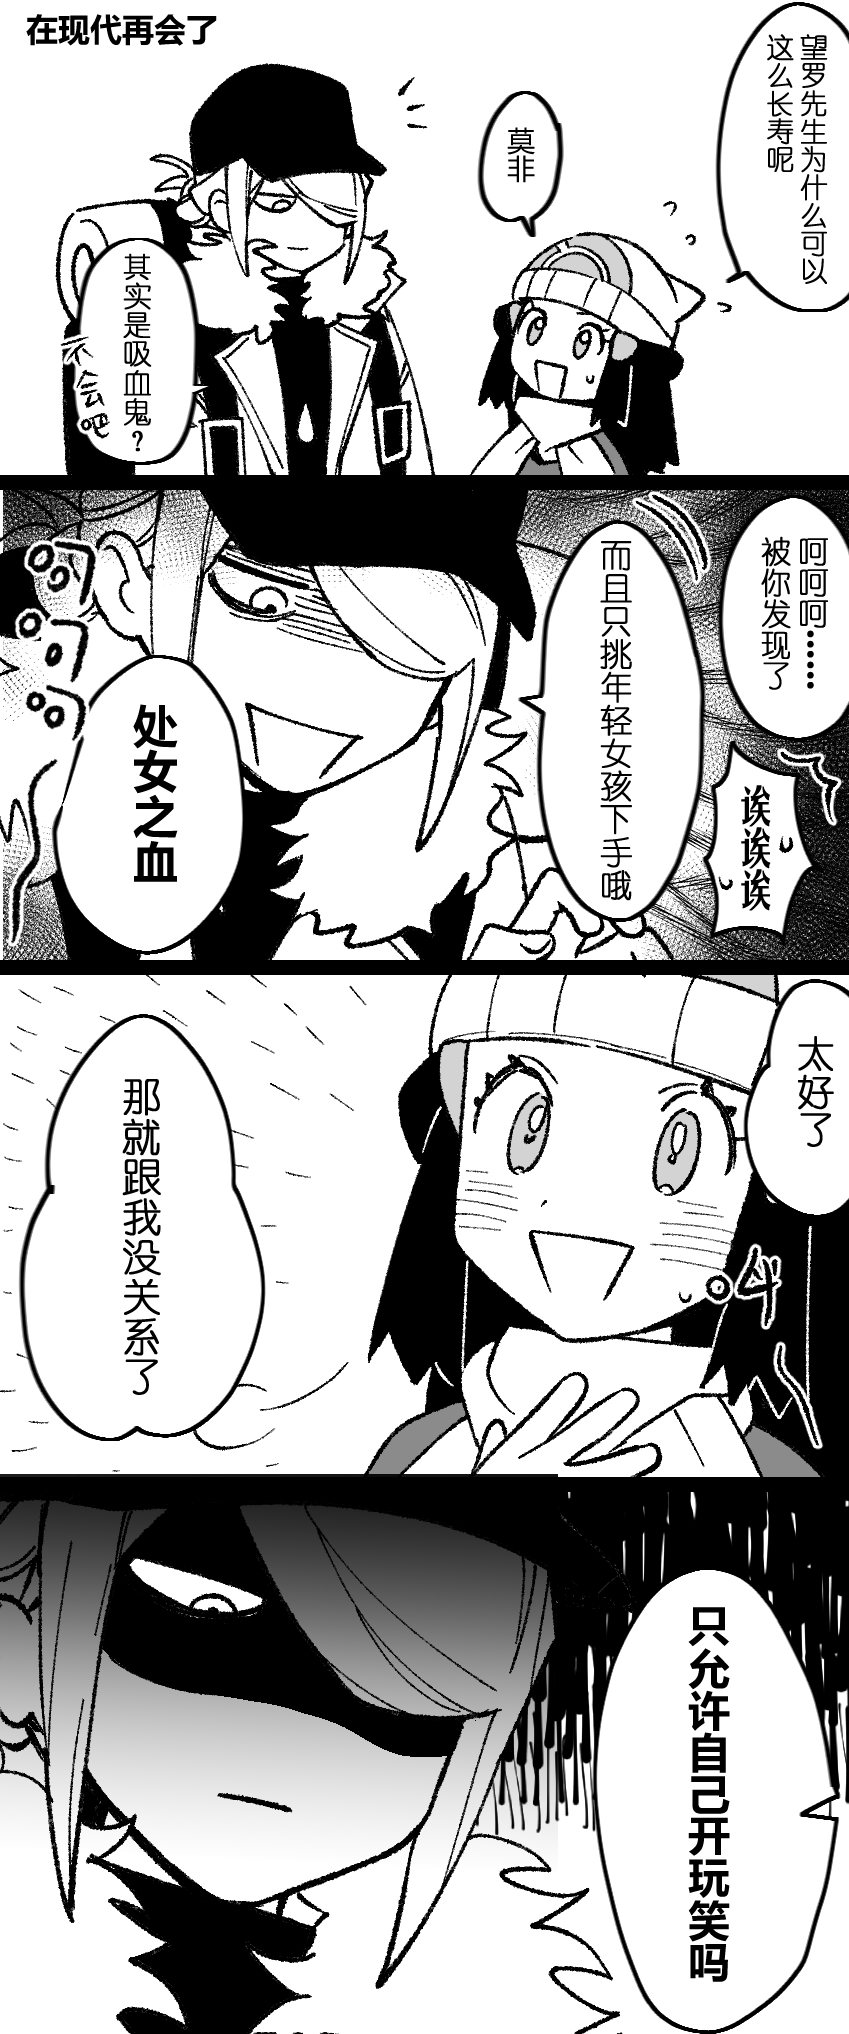 在现代再会了
望罗先生为什么可以
这么长寿呢
莫非
其实是吸血鬼？
不会吧
呵呵呵……
被你发现了
诶诶诶
而且只挑年轻女孩下手哦
处女之血
太好了
那就跟我没关系了
只允许自己开玩笑吗